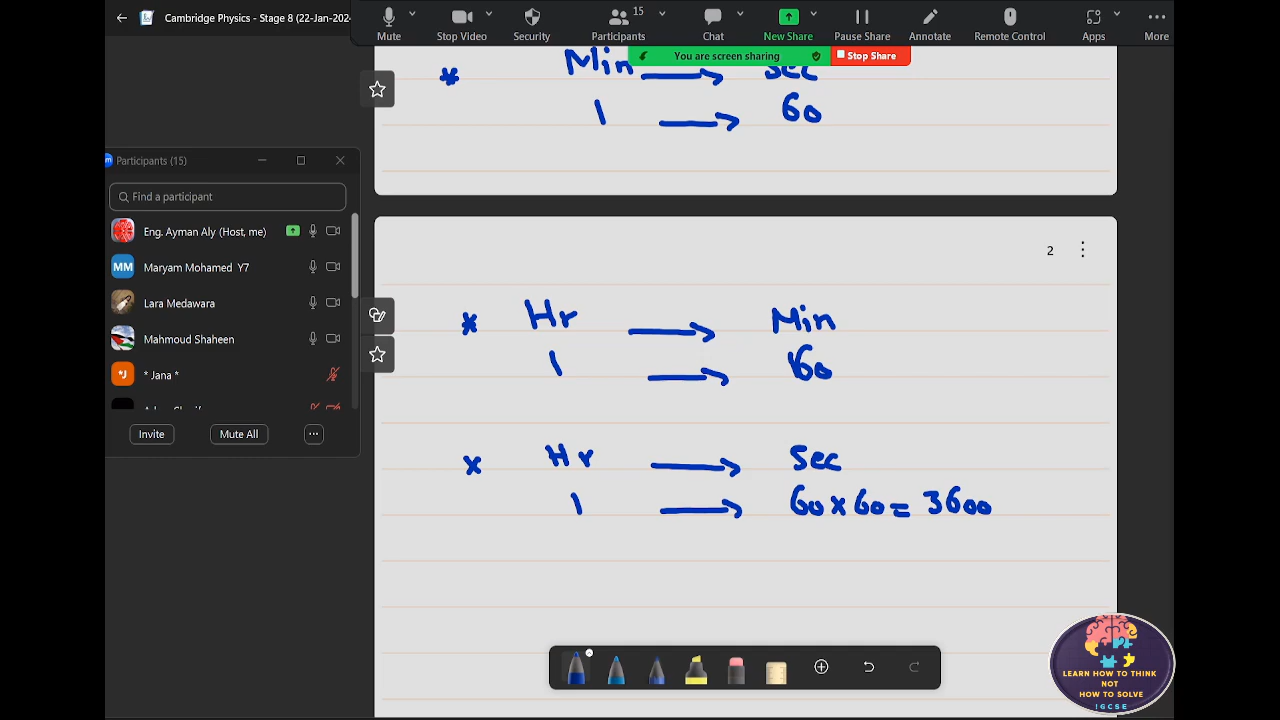 Cambridge Physics - Stage 8 (22-Jan-202
Mute
Stop Video
Security
15
Participants
Chat
New Share
Pause Share
Annotate
Remote Control
Apps
More
You are screen sharing
Stop Share
* Min → Sec
1 → 60
Participants (15)
Find a participant
Eng. Ayman Aly (Host, me)
MM Maryam Mohamed Y7
Lara Medawara
Mahmoud Shaheen
* Jana *
Invite
Mute All
2
* Hr → Min
1 → 60
* Hr → Sec
1 → 60 x 60 = 3600
LEARN HOW TO THINK
NOT
HOW TO SOLVE
IGCSE